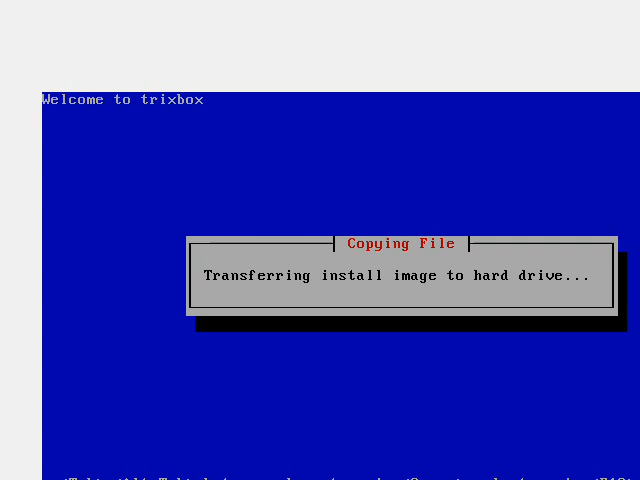 Welcome to trixbox
Copying File
Transferring install image to hard drive...